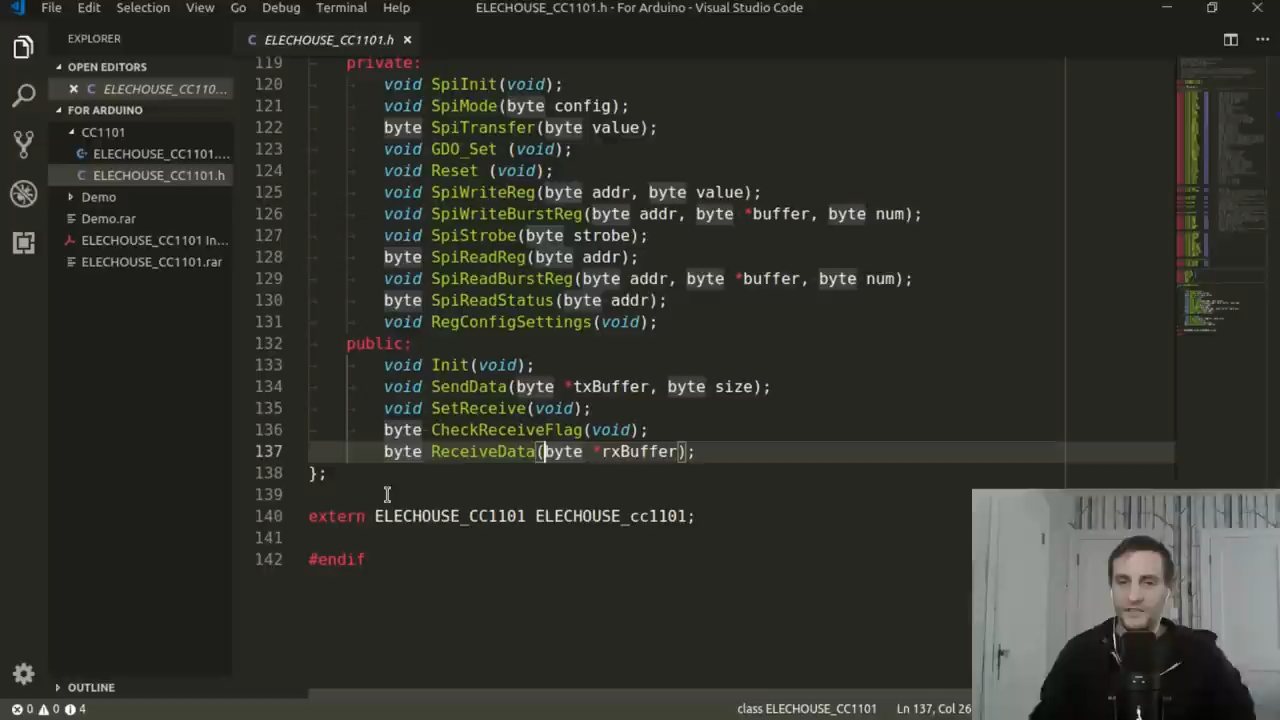 File Edit Selection View Go Debug Terminal Help
ELECHOUSE_CC1101.h - For Arduino - Visual Studio Code
EXPLORER
OPEN EDITORS
ELECHOUSE_CC110...
FOR ARDUINO
CC1101
ELECHOUSE_CC1101....
ELECHOUSE_CC1101.h
Demo
Demo.rar
ELECHOUSE_CC1101 In...
ELECHOUSE_CC1101.rar
OUTLINE
ELECHOUSE_CC1101.h
119 private:
120 void SpiInit(void);
121 void SpiMode(byte config);
122 byte SpiTransfer(byte value);
123 void GDO_Set (void);
124 void Reset (void);
125 void SpiWriteReg(byte addr, byte value);
126 void SpiWriteBurstReg(byte addr, byte *buffer, byte num);
127 void SpiStrobe(byte strobe);
128 byte SpiReadReg(byte addr);
129 void SpiReadBurstReg(byte addr, byte *buffer, byte num);
130 byte SpiReadStatus(byte addr);
131 void RegConfigSettings(void);
132 public:
133 void Init(void);
134 void SendData(byte *txBuffer, byte size);
135 void SetReceive(void);
136 byte CheckReceiveFlag(void);
137 byte ReceiveData(byte *rxBuffer);
138 };
139
140 extern ELECHOUSE_CC1101 ELECHOUSE_cc1101;
141
142 #endif
0 0 4
class ELECHOUSE_CC1101
Ln 137, Col 26